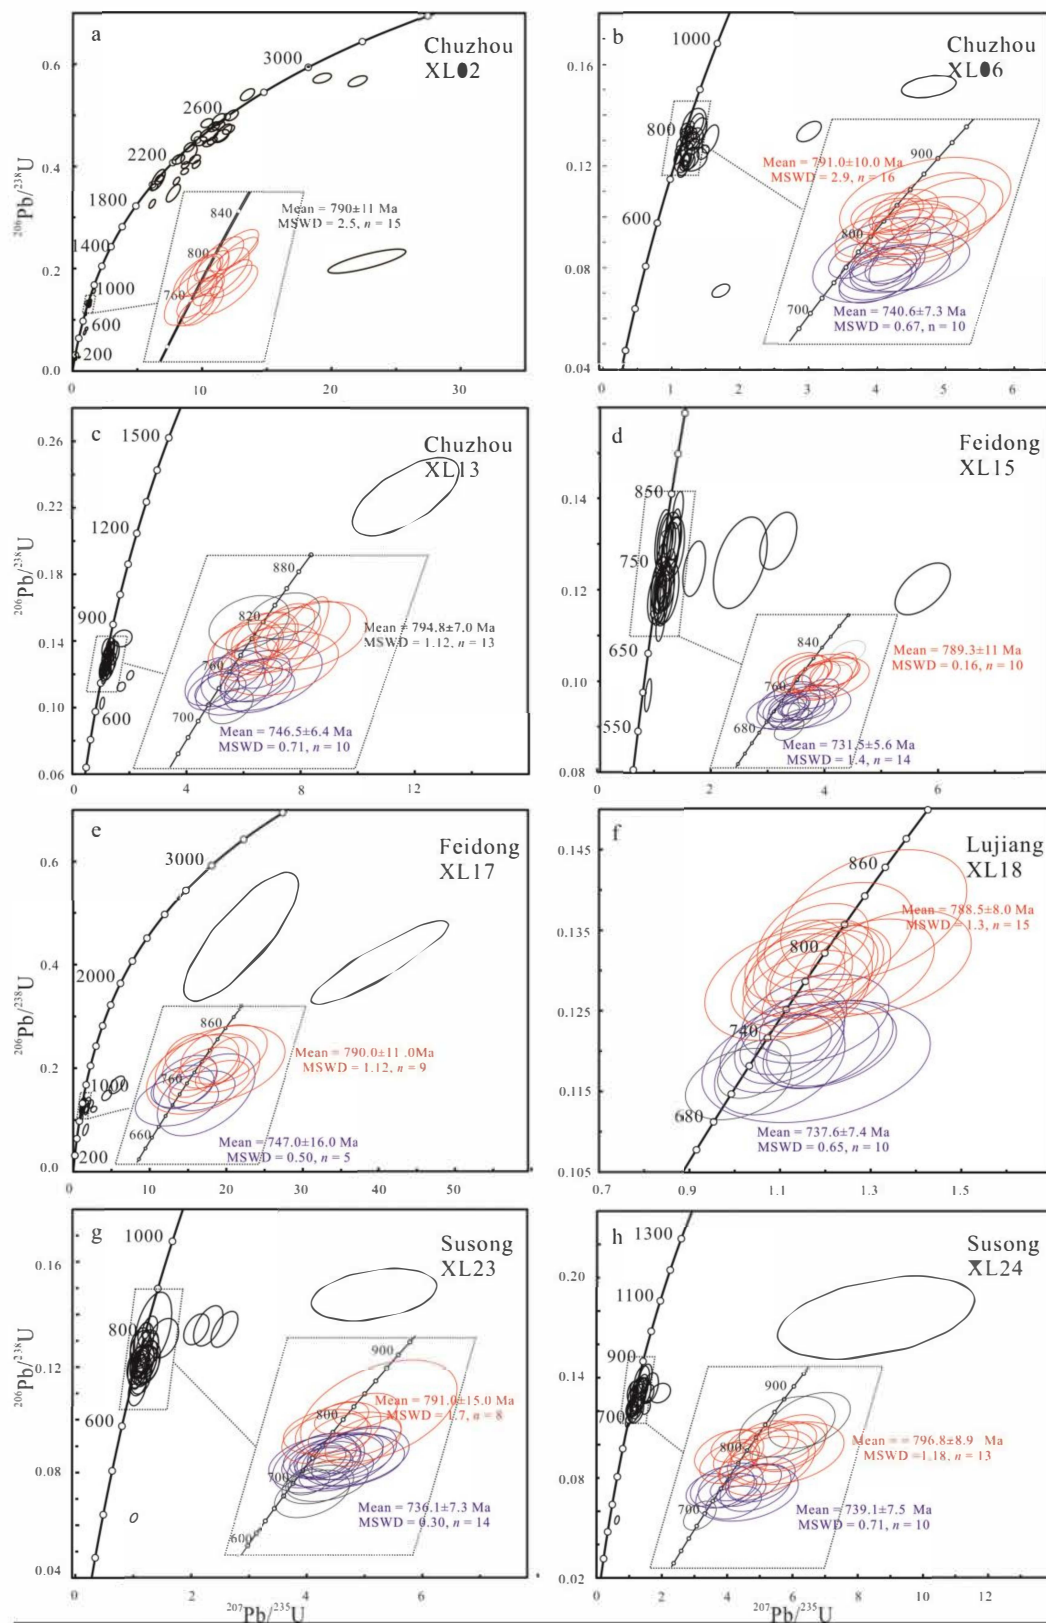 a
Chuzhou
XL02
3000
2600
2200
1800
1400
1000
600
200
840
800
760
Mean = 790±11 Ma
MSWD = 2.5, n = 15
0.6
0.4
0.2
0.0
206Pb/238U
0
10
20
30
b
Chuzhou
XL06
1000
800
600
900
800
700
Mean = 791.0±10.0 Ma
MSWD = 2.9, n = 16
Mean = 740.6±7.3 Ma
MSWD = 0.67, n = 10
0.16
0.12
0.08
0.04
0
1
2
3
4
5
6
c
Chuzhou
XL13
1500
1200
900
600
880
820
760
700
Mean = 794.8±7.0 Ma
MSWD = 1.12, n = 13
Mean = 746.5±6.4 Ma
MSWD = 0.71, n = 10
0.26
0.22
0.18
0.14
0.10
0.06
206Pb/238U
0
4
8
12
d
Feidong
XL15
850
750
650
550
840
760
680
Mean = 789.3±11 Ma
MSWD = 0.16, n = 10
Mean = 731.5±5.6 Ma
MSWD = 1.4, n = 14
0.14
0.12
0.10
0.08
0
2
4
6
e
Feidong
XL17
3000
2000
1000
200
860
760
660
Mean = 790.0±11 .0Ma
MSWD = 1.12, n = 9
Mean = 747.0±16.0 Ma
MSWD = 0.50, n = 5
0.6
0.4
0.2
0.0
206Pb/238U
0
10
20
30
40
50
f
Lujiang
XL18
860
800
740
680
Mean = 788.5±8.0 Ma
MSWD = 1.3, n = 15
Mean = 737.6±7.4 Ma
MSWD = 0.65, n = 10
0.145
0.135
0.125
0.115
0.105
0.7
0.9
1.1
1.3
1.5
g
Susong
XL23
1000
800
600
900
800
700
600
Mean = 791.0±15.0 Ma
MSWD = 1.7, n = 8
Mean = 736.1±7.3 Ma
MSWD = 0.30, n = 14
0.16
0.12
0.08
0.04
206Pb/238U
0
2
4
6
207Pb/235U
h
Susong
XL24
1300
1100
900
700
900
800
700
Mean = = 796.8±8.9 Ma
MSWD =1.18, n = 13
Mean = 739.1±7.5 Ma
MSWD = 0.71, n = 10
0.20
0.14
0.08
0.02
0
2
4
6
8
10
12
207Pb/235U